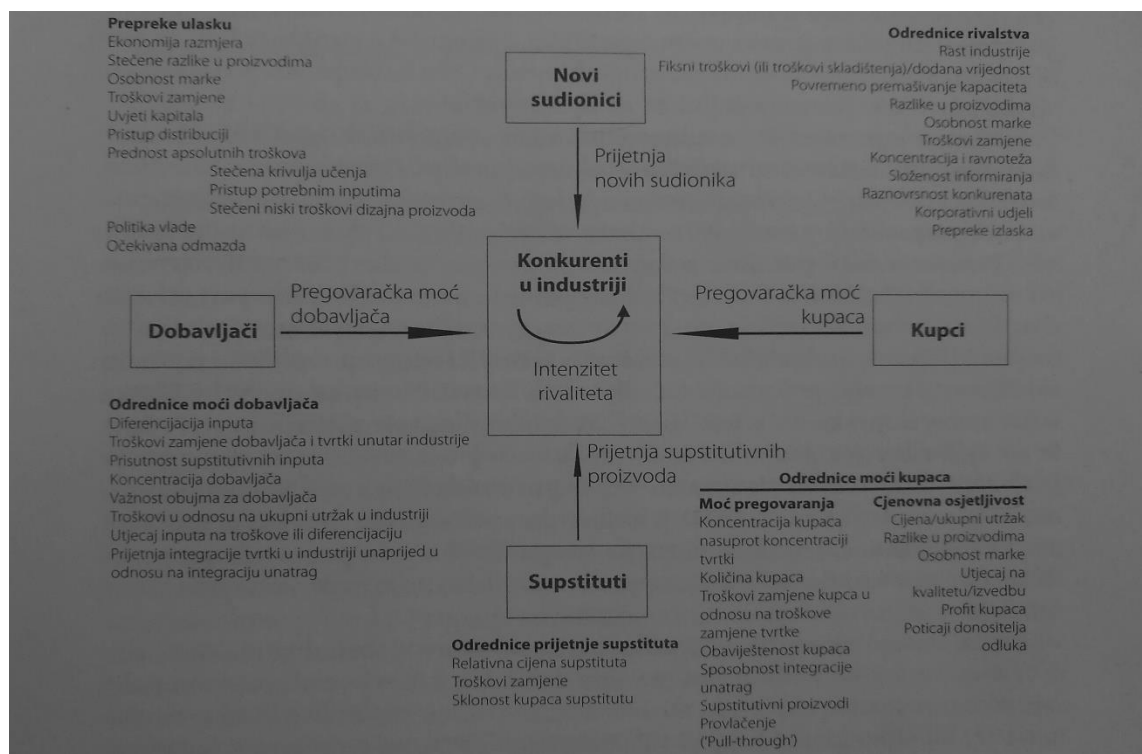 Prepreke ulasku
Ekonomija razmjera
Stečene razlike u proizvodima
Osobnost marke
Troškovi zamjene
Uvjeti kapitala
Pristup distribuciji
Prednost apsolutnih troškova
Stečena krivulja učenja
Pristup potrebnim inputima
Stečeni niski troškovi dizajna proizvoda
Politika vlade
Očekivana odmazda
Novi
sudionici
Prijetnja
novih sudionika
Odrednice rivalstva
Rast industrije
Fiksni troškovi (ili troškovi skladištenja)/dodana vrijednost
Povremeno premašivanje kapaciteta
Razlike u proizvodima
Osobnost marke
Troškovi zamjene
Koncentracija i ravnoteža
Složenost informiranja
Raznovrsnost konkurenata
Korporativni udjeli
Prepreke izlaska
Dobavljači
Pregovaračka moć
dobavljača
Konkurenti
u industriji
Intenzitet
rivaliteta
Pregovaračka moć
kupaca
Kupci
Odrednice moći dobavljača
Diferencijacija inputa
Troškovi zamjene dobavljača i tvrtki unutar industrije
Prisutnost supstitutivnih inputa
Koncentracija dobavljača
Važnost obujma za dobavljača
Troškovi u odnosu na ukupni utržak u industriji
Utjecaj inputa na troškove ili diferencijaciju
Prijetnja integracije tvrtki u industriji unaprijed u
odnosu na integraciju unatrag
Prijetnja supstitutivnih
proizvoda
Supstituti
Odrednice prijetnje supstituta
Relativna cijena supstituta
Troškovi zamjene
Sklonost kupaca supstitutu
Odrednice moći kupaca
Moć pregovaranja
Koncentracija kupaca
nasuprot koncentraciji
tvrtki
Količina kupaca
Troškovi zamjene kupca u
odnosu na troškove
zamjene tvrtke
Obaviještenost kupaca
Sposobnost integracije
unatrag
Supstitutivni proizvodi
Provlačenje
('Pull-through')
Cjenovna osjetljivost
Cijena/ukupni utržak
Razlike u proizvodima
Osobnost marke
Utjecaj na
kvalitetu/izvedbu
Profit kupaca
Poticaji donositelja
odluka